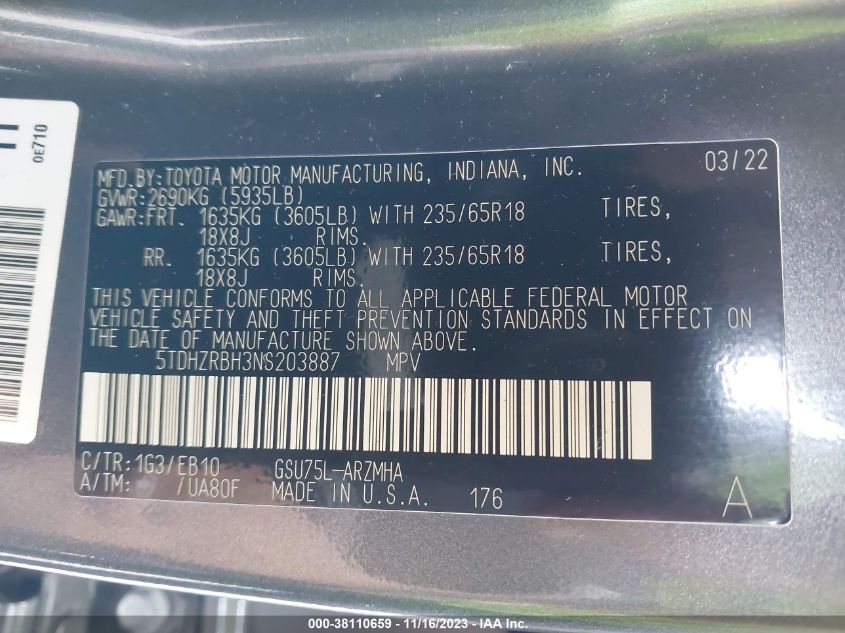 0E710
MFD.BY:TOYOTA MOTOR MANUFACTURING, INDIANA, INC. 03/22
GVWR:2690KG (5935LB)
GAWR:FRT. 1635KG (3605LB) WITH 235/65R18 TIRES,
18X8J RIMS.
RR. 1635KG (3605LB) WITH 235/65R18 TIRES,
18X8J RIMS.
THIS VEHICLE CONFORMS TO ALL APPLICABLE FEDERAL MOTOR
VEHICLE SAFETY AND THEFT PREVENTION STANDARDS IN EFFECT ON
THE DATE OF MANUFACTURE SHOWN ABOVE.
5TDHZRBH3NS203887 MPV
C/TR:1G3/EB10 GSU75L-ARZMHA
A/TM: /UA80F MADE IN U.S.A. 176 A
000-38110659 - 11/16/2023 - IAA Inc.